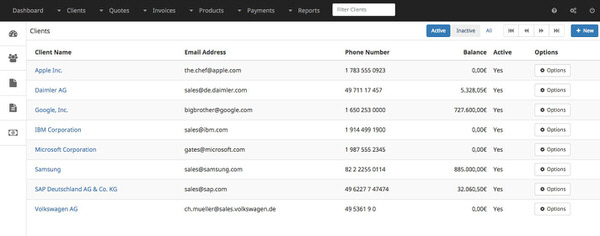 Dashboard Clients Quotes Invoices Products Payments Reports Filter Clients
Clients Active Inactive All New
Client Name Email Address Phone Number Balance Active Options
Apple Inc. the.chef@apple.com 1 783 555 0923 0,00€ Yes Options
Daimler AG sales@de.daimler.com 49 711 17 457 5.328,05€ Yes Options
Google, Inc. bigbrother@google.com 1 650 253 0000 727.600,00€ Yes Options
IBM Corporation sales@ibm.com 1 914 499 1900 0,00€ Yes Options
Microsoft Corporation gates@microsoft.com 1 987 555 2345 0,00€ Yes Options
Samsung sales@samsung.com 82 2 2255 0114 885.000,00€ Yes Options
SAP Deutschland AG & Co. KG sales@sap.com 49 6227 7 47474 32.060,50€ Yes Options
Volkswagen AG ch.mueller@sales.volkswagen.de 49 5361 9 0 0,00€ Yes Options